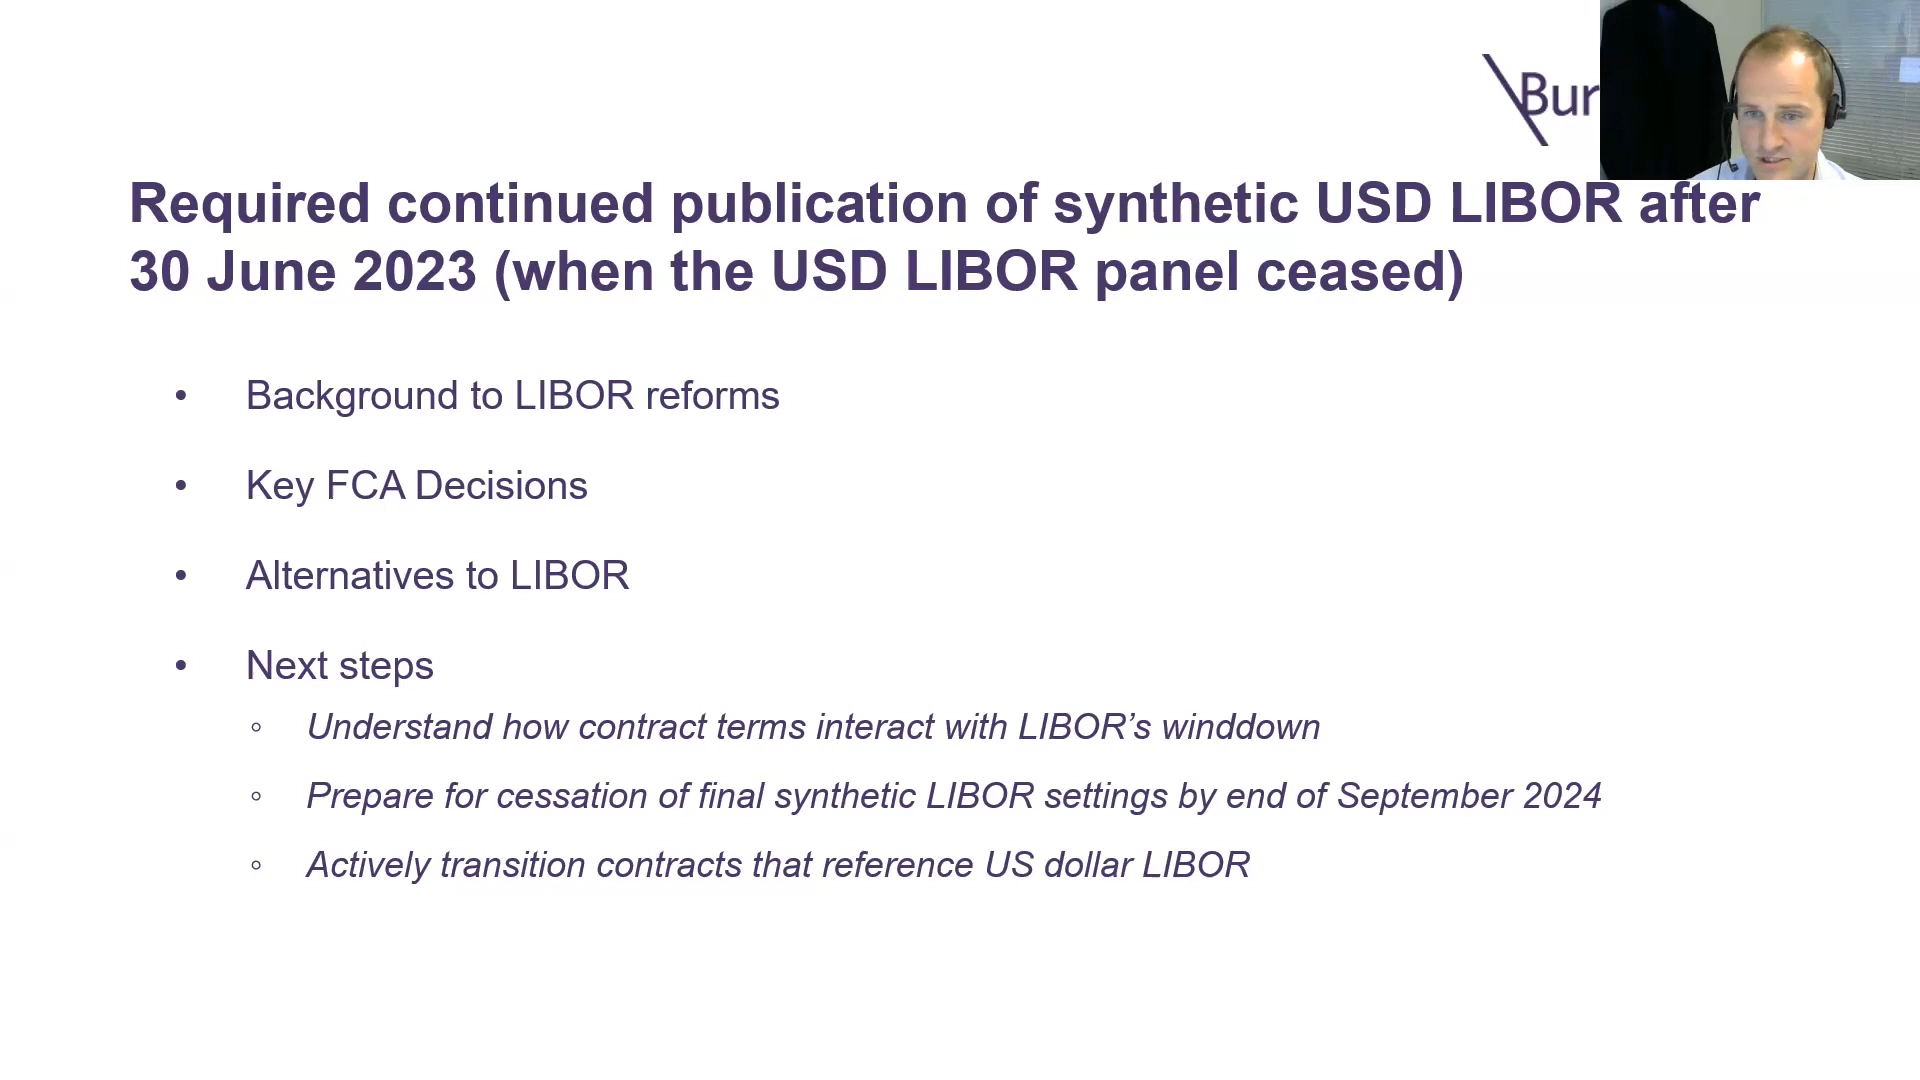 Bur
Required continued publication of synthetic USD LIBOR after
30 June 2023 (when the USD LIBOR panel ceased)
• Background to LIBOR reforms
• Key FCA Decisions
• Alternatives to LIBOR
• Next steps
◦ Understand how contract terms interact with LIBOR’s winddown
◦ Prepare for cessation of final synthetic LIBOR settings by end of September 2024
◦ Actively transition contracts that reference US dollar LIBOR